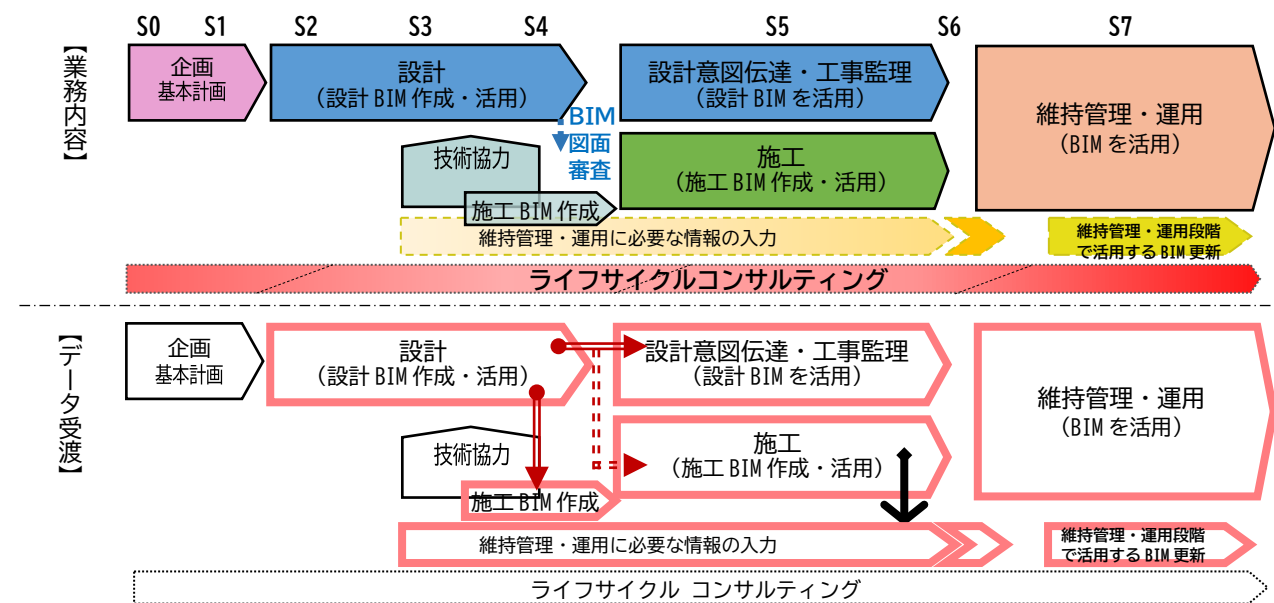 S0 S1 S2 S3 S4 S5 S6 S7
【業務内容】
企画
基本計画
設計
（設計 BIM 作成・活用）
設計意図伝達・工事監理
（設計 BIM を活用）
維持管理・運用
（BIM を活用）
BIM
図面
審査
技術協力
施工
（施工 BIM 作成・活用）
施工 BIM 作成
維持管理・運用に必要な情報の入力
維持管理・運用段階
で活用する BIM 更新
ライフサイクルコンサルティング
【データ受渡】
企画
基本計画
設計
（設計 BIM 作成・活用）
設計意図伝達・工事監理
（設計 BIM を活用）
維持管理・運用
（BIM を活用）
技術協力
施工
（施工 BIM 作成・活用）
施工 BIM 作成
維持管理・運用に必要な情報の入力
維持管理・運用段階
で活用する BIM 更新
ライフサイクル コンサルティング